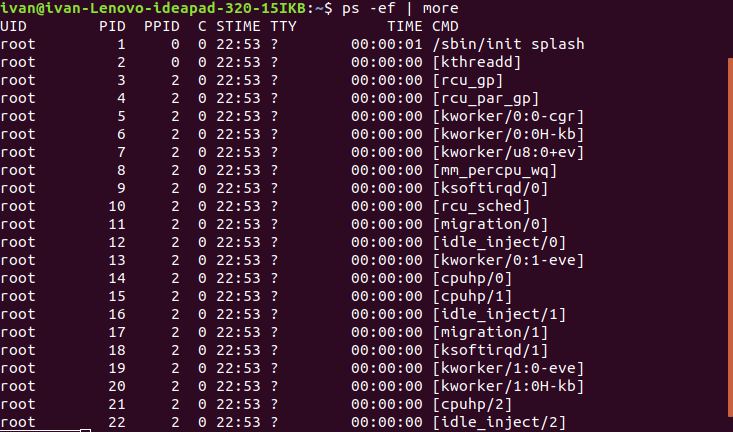 ivan@ivan-Lenovo-ideapad-320-15IKB:~$ ps -ef | more
UID        PID  PPID  C STIME TTY          TIME CMD
root         1     0  0 22:53 ?        00:00:01 /sbin/init splash
root         2     0  0 22:53 ?        00:00:00 [kthreadd]
root         3     2  0 22:53 ?        00:00:00 [rcu_gp]
root         4     2  0 22:53 ?        00:00:00 [rcu_par_gp]
root         5     2  0 22:53 ?        00:00:00 [kworker/0:0-cgr]
root         6     2  0 22:53 ?        00:00:00 [kworker/0:0H-kb]
root         7     2  0 22:53 ?        00:00:00 [kworker/u8:0+ev]
root         8     2  0 22:53 ?        00:00:00 [mm_percpu_wq]
root         9     2  0 22:53 ?        00:00:00 [ksoftirqd/0]
root        10     2  0 22:53 ?        00:00:00 [rcu_sched]
root        11     2  0 22:53 ?        00:00:00 [migration/0]
root        12     2  0 22:53 ?        00:00:00 [idle_inject/0]
root        13     2  0 22:53 ?        00:00:00 [kworker/0:1-eve]
root        14     2  0 22:53 ?        00:00:00 [cpuhp/0]
root        15     2  0 22:53 ?        00:00:00 [cpuhp/1]
root        16     2  0 22:53 ?        00:00:00 [idle_inject/1]
root        17     2  0 22:53 ?        00:00:00 [migration/1]
root        18     2  0 22:53 ?        00:00:00 [ksoftirqd/1]
root        19     2  0 22:53 ?        00:00:00 [kworker/1:0-eve]
root        20     2  0 22:53 ?        00:00:00 [kworker/1:0H-kb]
root        21     2  0 22:53 ?        00:00:00 [cpuhp/2]
root        22     2  0 22:53 ?        00:00:00 [idle_inject/2]